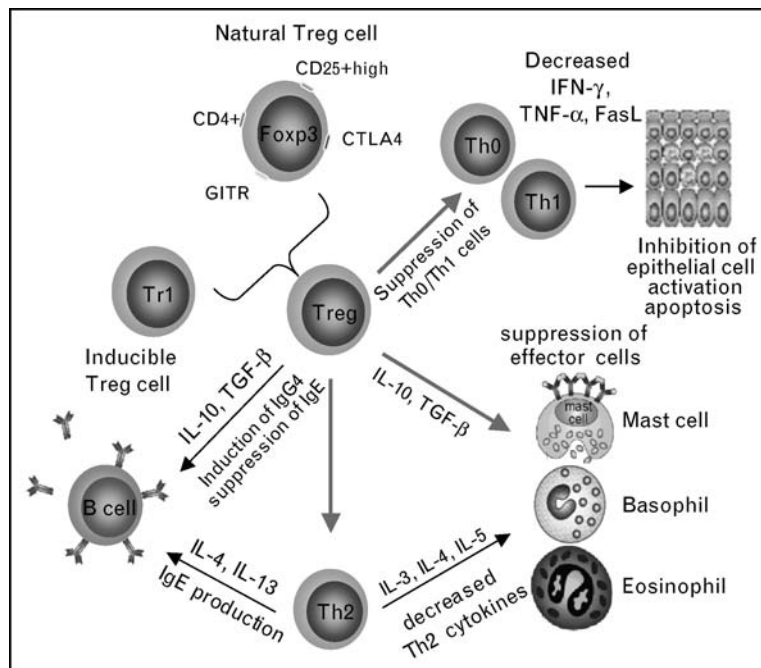 Natural Treg cell
CD25+high
CD4+/
Foxp3
CTLA4
GITR
Decreased
IFN-γ,
TNF-α, FasL
Th0
Th1
Suppression of
Th0/Th1 cells
Inhibition of
epithelial cell
activation
apoptosis
Tr1
Inducible
Treg cell
Treg
suppression of
effector cells
IL-10, TGF-β
Mast cell
mast
cell
IL-10, TGF-β
Induction of IgG4
suppression of IgE
B cell
Basophil
IL-4, IL-13
IgE production
Th2
IL-3, IL-4, IL-5
decreased
Th2 cytokines
Eosinophil